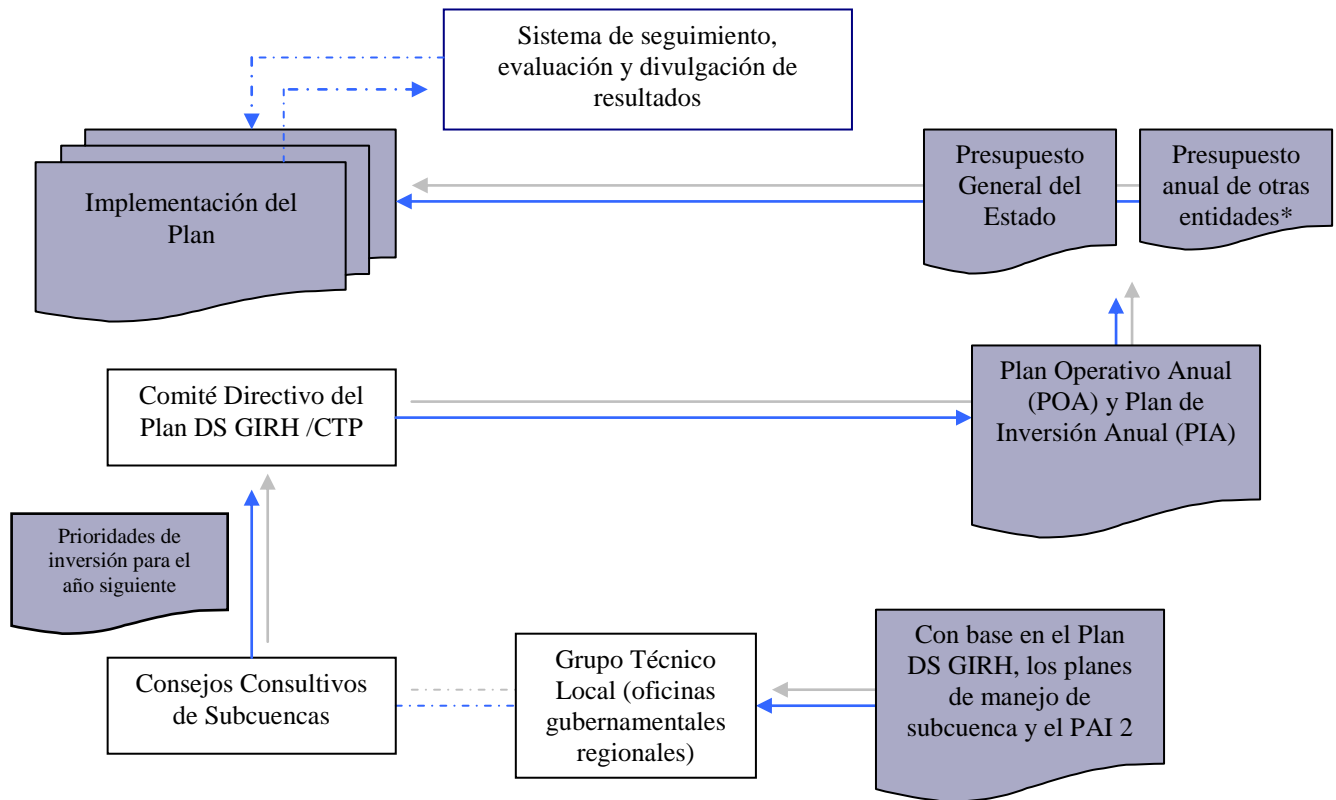 Sistema de seguimiento,
evaluación y divulgación de
resultados
Implementación del
Plan
Presupuesto
General del
Estado
Presupuesto
anual de otras
entidades*
Comité Directivo del
Plan DS GIRH /CTP
Plan Operativo Anual
(POA) y Plan de
Inversión Anual (PIA)
Prioridades de
inversión para el
año siguiente
Consejos Consultivos
de Subcuencas
Grupo Técnico
Local (oficinas
gubernamentales
regionales)
Con base en el Plan
DS GIRH, los planes
de manejo de
subcuenca y el PAI 2